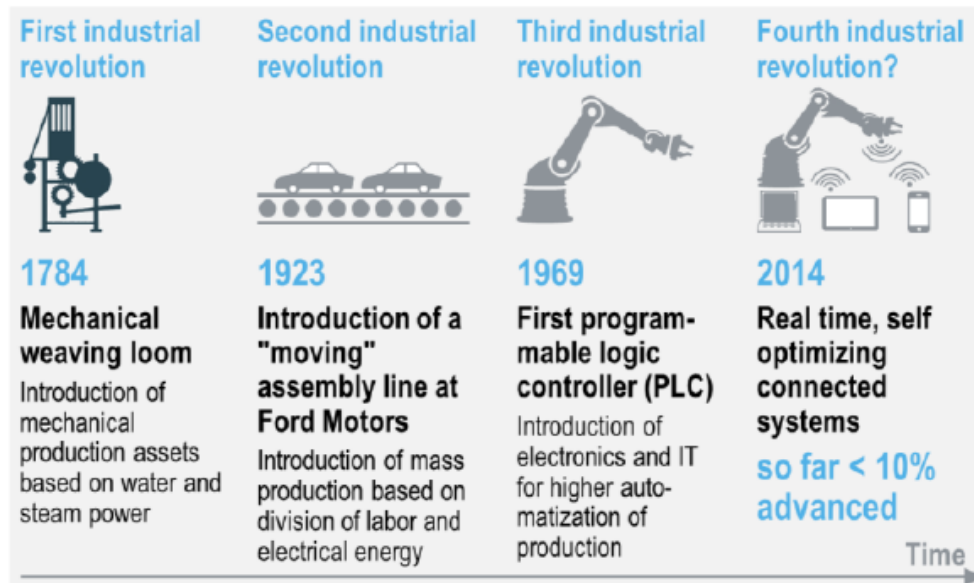 First industrial
revolution
1784
Mechanical
weaving loom
Introduction of
mechanical
production assets
based on water and
steam power
Second industrial
revolution
1923
Introduction of a
"moving"
assembly line at
Ford Motors
Introduction of mass
production based on
division of labor and
electrical energy
Third industrial
revolution
1969
First program-
mable logic
controller (PLC)
Introduction of
electronics and IT
for higher auto-
matization of
production
Fourth industrial
revolution?
2014
Real time, self
optimizing
connected
systems
so far < 10%
advanced
Time